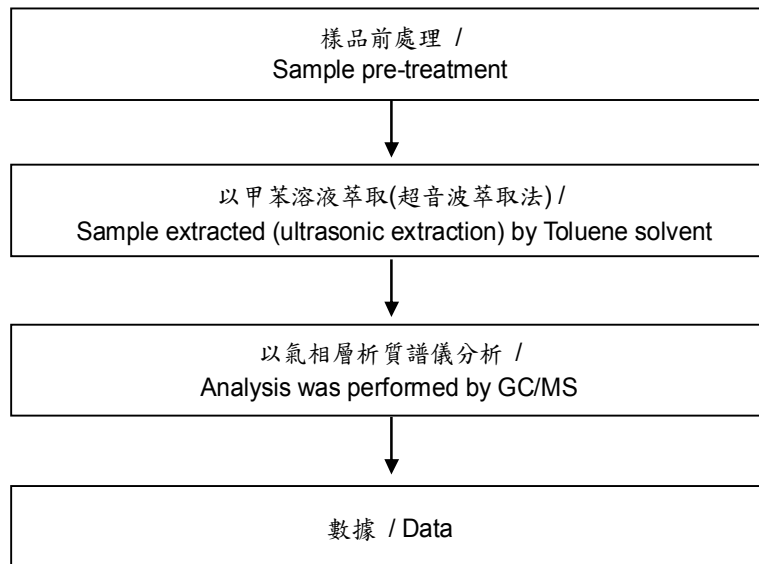 樣品前處理 /
Sample pre-treatment
以甲苯溶液萃取(超音波萃取法) /
Sample extracted (ultrasonic extraction) by Toluene solvent
以氣相層析質譜儀分析 /
Analysis was performed by GC/MS
數據 / Data